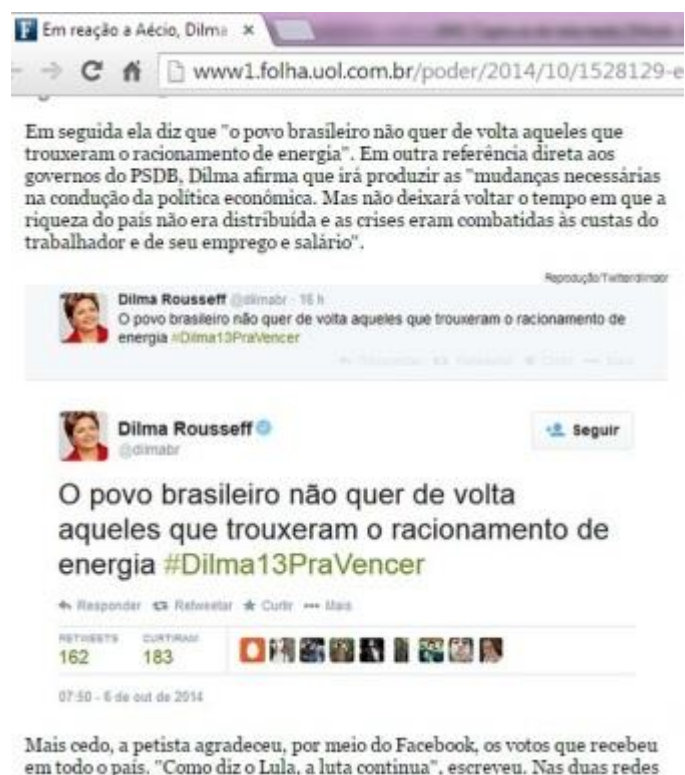 Em reação a Aécio, Dilma
www1.folha.uol.com.br/poder/2014/10/1528129-e
Em seguida ela diz que "o povo brasileiro não quer de volta aqueles que
trouxeram o racionamento de energia". Em outra referência direta aos
governos do PSDB, Dilma afirma que irá produzir as "mudanças necessárias
na condução da política econômica. Mas não deixará voltar o tempo em que a
riqueza do país não era distribuída e as crises eram combatidas às custas do
trabalhador e de seu emprego e salário".
Reprodução/Twitter/dilmabr
Dilma Rousseff @dilmabr · 16 h
O povo brasileiro não quer de volta aqueles que trouxeram o racionamento de
energia #Dilma13PraVencer
Dilma Rousseff
@dilmabr
Seguir
O povo brasileiro não quer de volta
aqueles que trouxeram o racionamento de
energia #Dilma13PraVencer
Responder Retweetar Curtir Mais
RETWEETS CURTIRAM
162 183
07:50 - 6 de out de 2014
Mais cedo, a petista agradeceu, por meio do Facebook, os votos que recebeu
em todo o país. "Como diz o Lula, a luta continua", escreveu. Nas duas redes